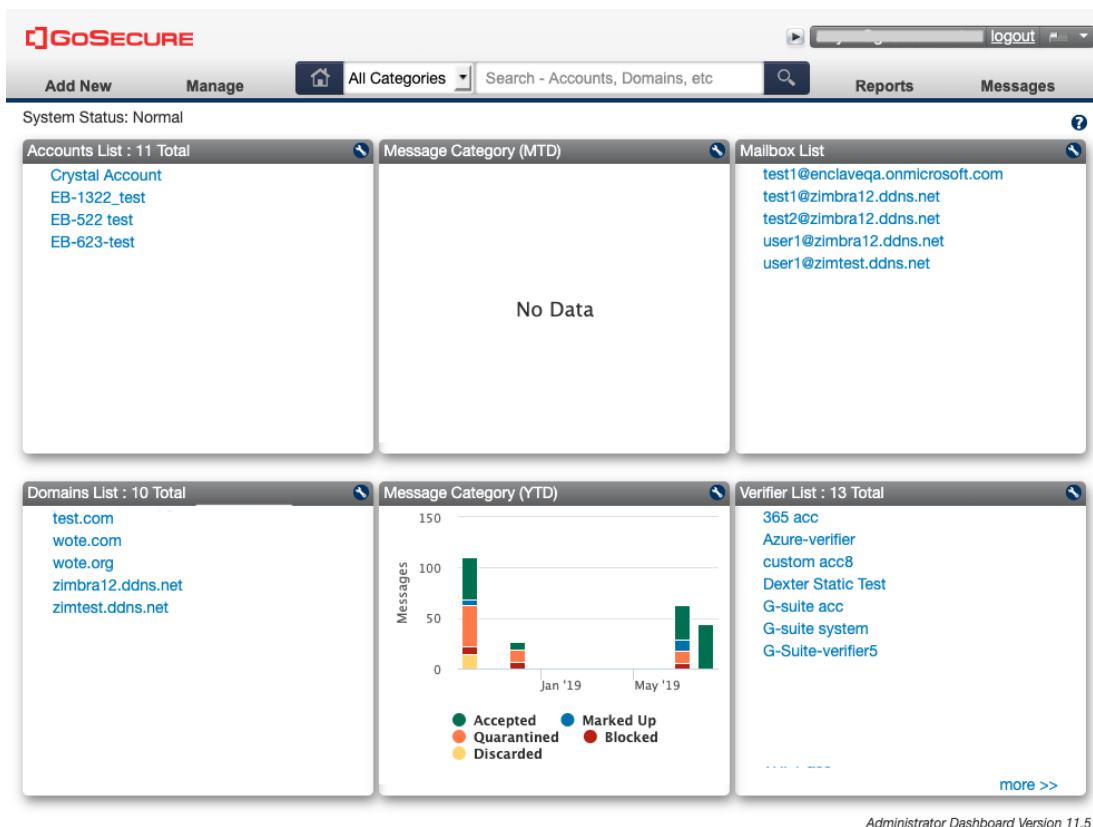 GoSECURE
logout
Add New
Manage
All Categories
Search - Accounts, Domains, etc
Reports
Messages
System Status: Normal
?
Accounts List : 11 Total
Crystal Account
EB-1322_test
EB-522 test
EB-623-test
Message Category (MTD)
No Data
Mailbox List
test1@enclaveqa.onmicrosoft.com
test1@zimbra12.ddns.net
test2@zimbra12.ddns.net
user1@zimbra12.ddns.net
user1@zimtest.ddns.net
Domains List : 10 Total
test.com
wote.com
wote.org
zimbra12.ddns.net
zimtest.ddns.net
Message Category (YTD)
Messages
150
100
50
0
Jan '19
May '19
Accepted
Marked Up
Quarantined
Blocked
Discarded
Verifier List : 13 Total
365 acc
Azure-verifier
custom acc8
Dexter Static Test
G-suite acc
G-suite system
G-Suite-verifier5
more >>
Administrator Dashboard Version 11.5